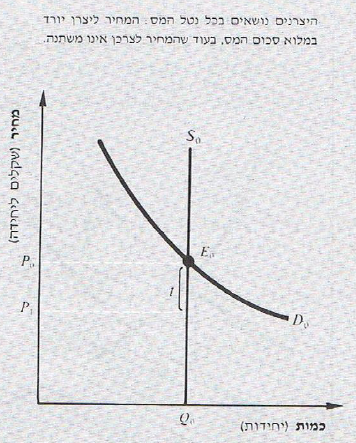 היצרנים נושאים בכל נטל המס: המחיר ליצרן יורד
במלוא סכום המס, בעוד שהמחיר לצרכן אינו משתנה.
מחיר (שקלים ליחידה)
S₀
E₀
P₀
t
P₁
D₀
Q₀
כמות (יחידות)